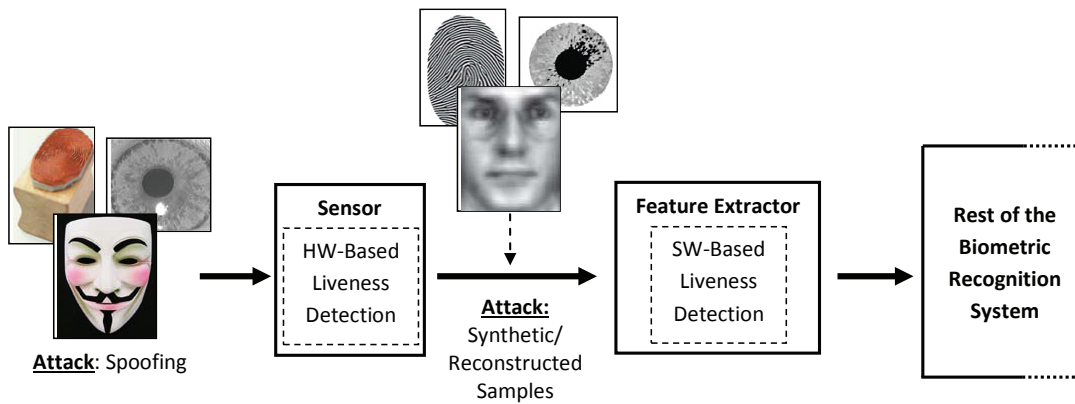 Attack: Spoofing
Sensor
HW-Based
Liveness
Detection
Attack:
Synthetic/
Reconstructed
Samples
Feature Extractor
SW-Based
Liveness
Detection
Rest of the
Biometric
Recognition
System